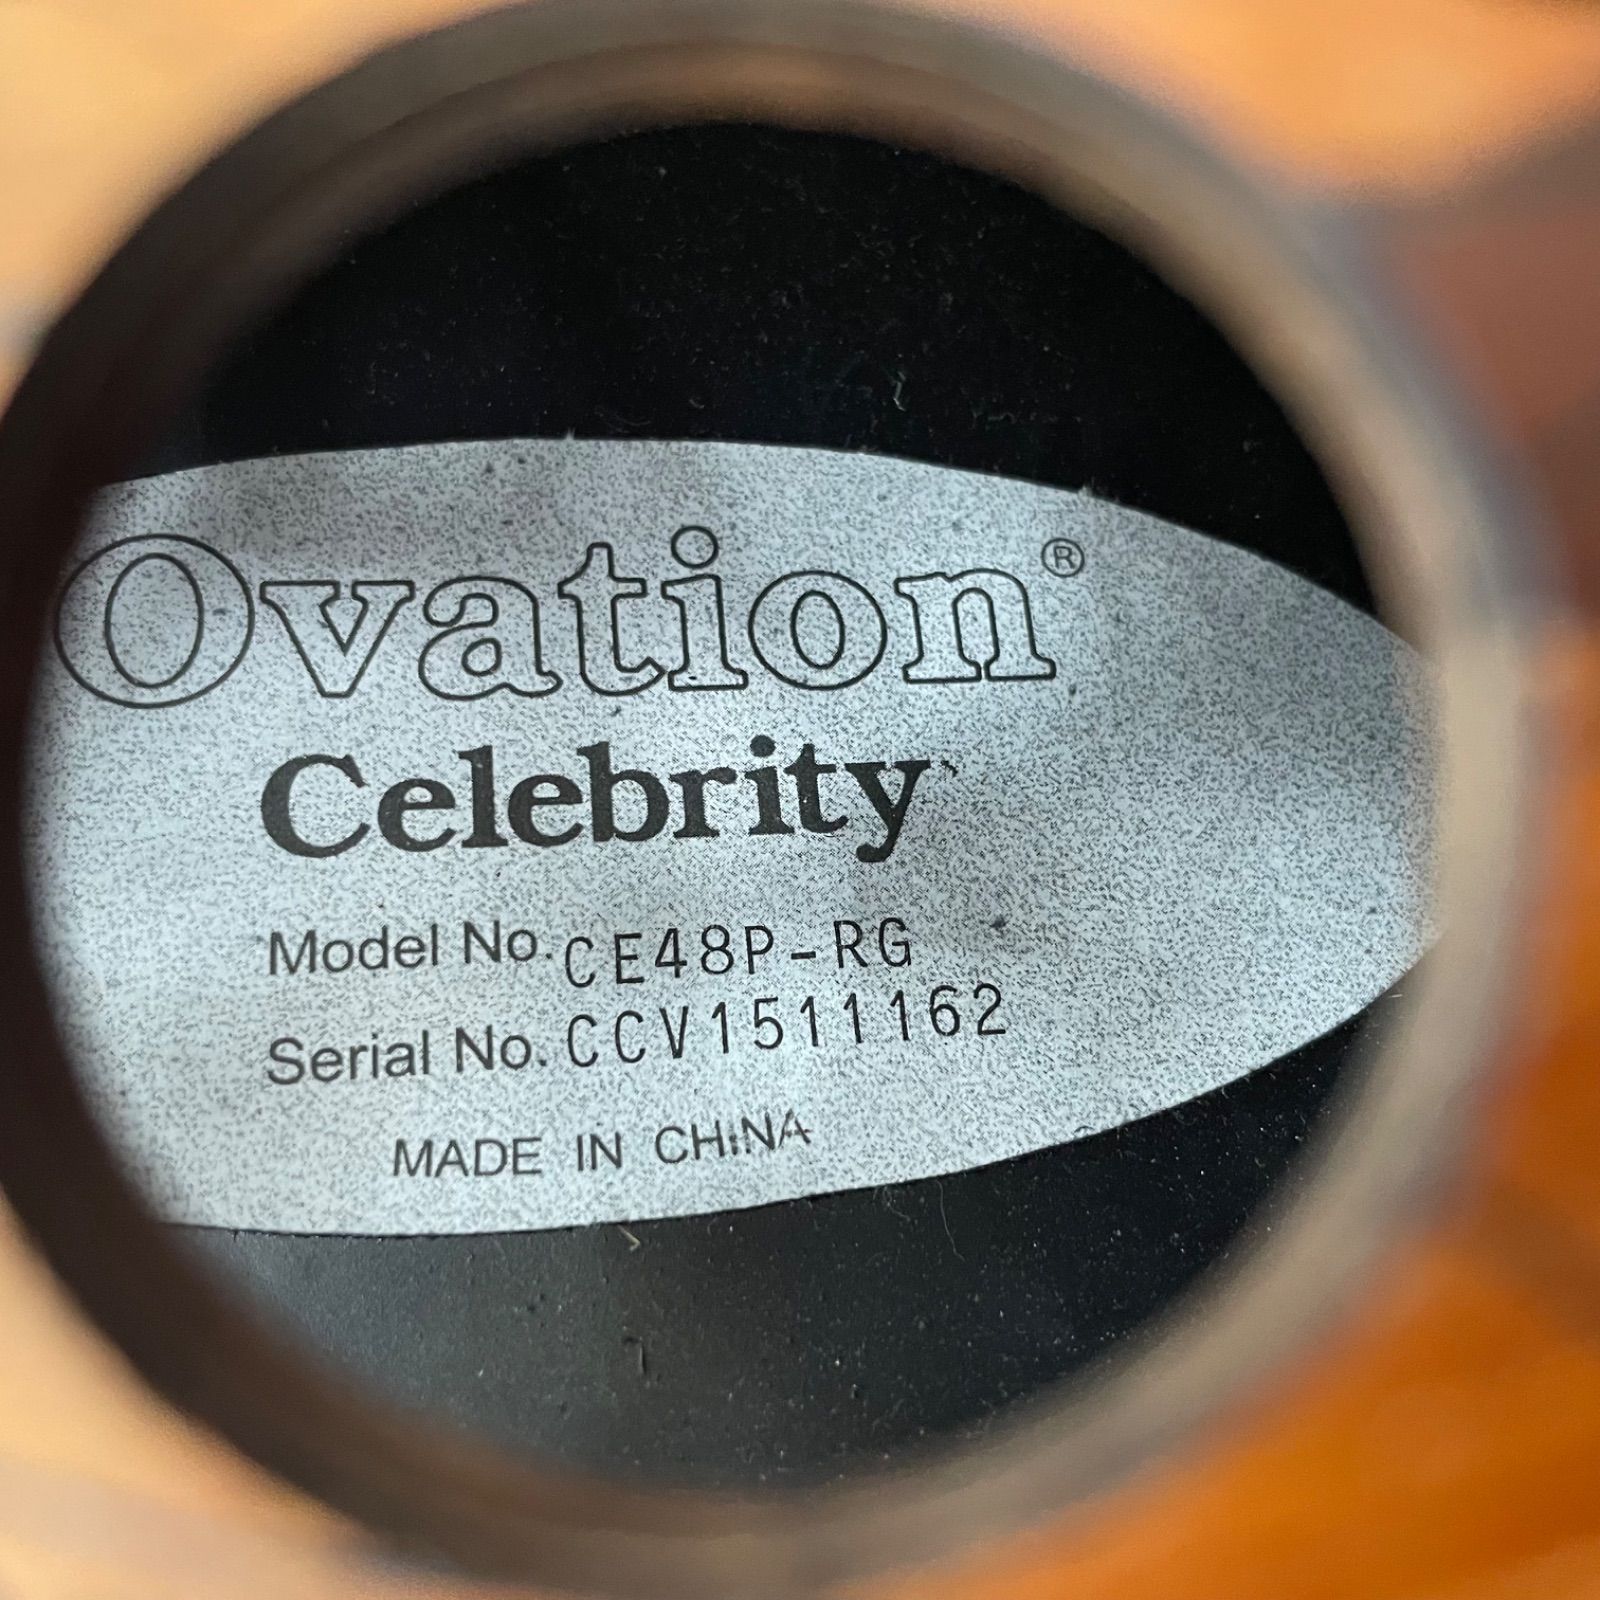 Ovation®
Celebrity
Model No. CE48P-RG
Serial No. CCV1511162
MADE IN CHINA